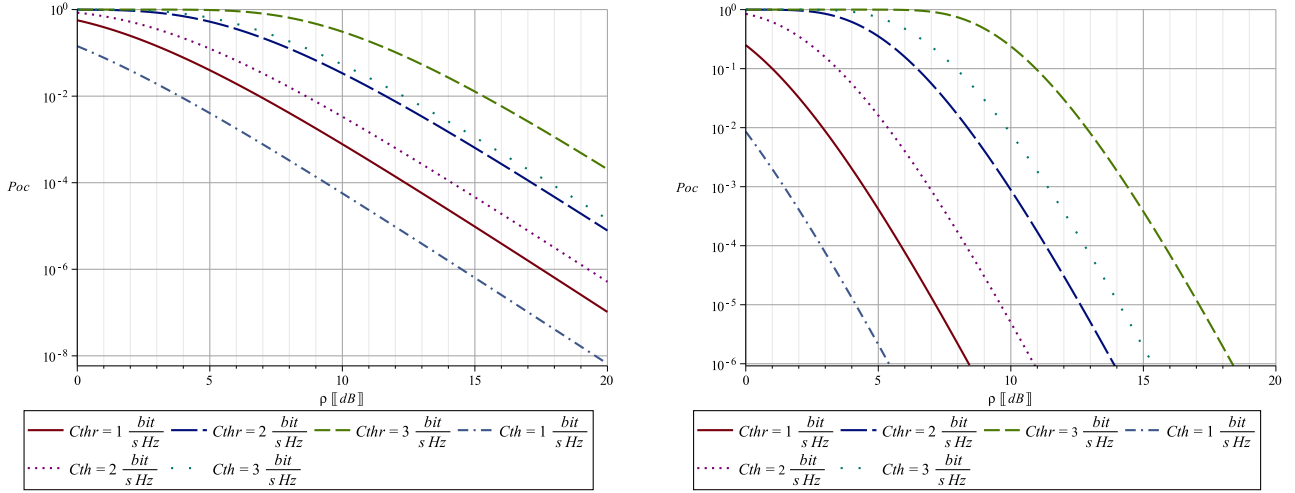 10⁰
10⁻²
Poc
10⁻⁴
10⁻⁶
10⁻⁸
0 5 10 15 20
ρ ⟦dB⟧
Cthr = 1 bit/s Hz Cthr = 2 bit/s Hz Cthr = 3 bit/s Hz Cth = 1 bit/s Hz
Cth = 2 bit/s Hz Cth = 3 bit/s Hz
10⁰
10⁻¹
10⁻²
Poc
10⁻³
10⁻⁴
10⁻⁵
10⁻⁶
0 5 10 15 20
ρ ⟦dB⟧
Cthr = 1 bit/s Hz Cthr = 2 bit/s Hz Cthr = 3 bit/s Hz Cth = 1 bit/s Hz
Cth = 2 bit/s Hz Cth = 3 bit/s Hz